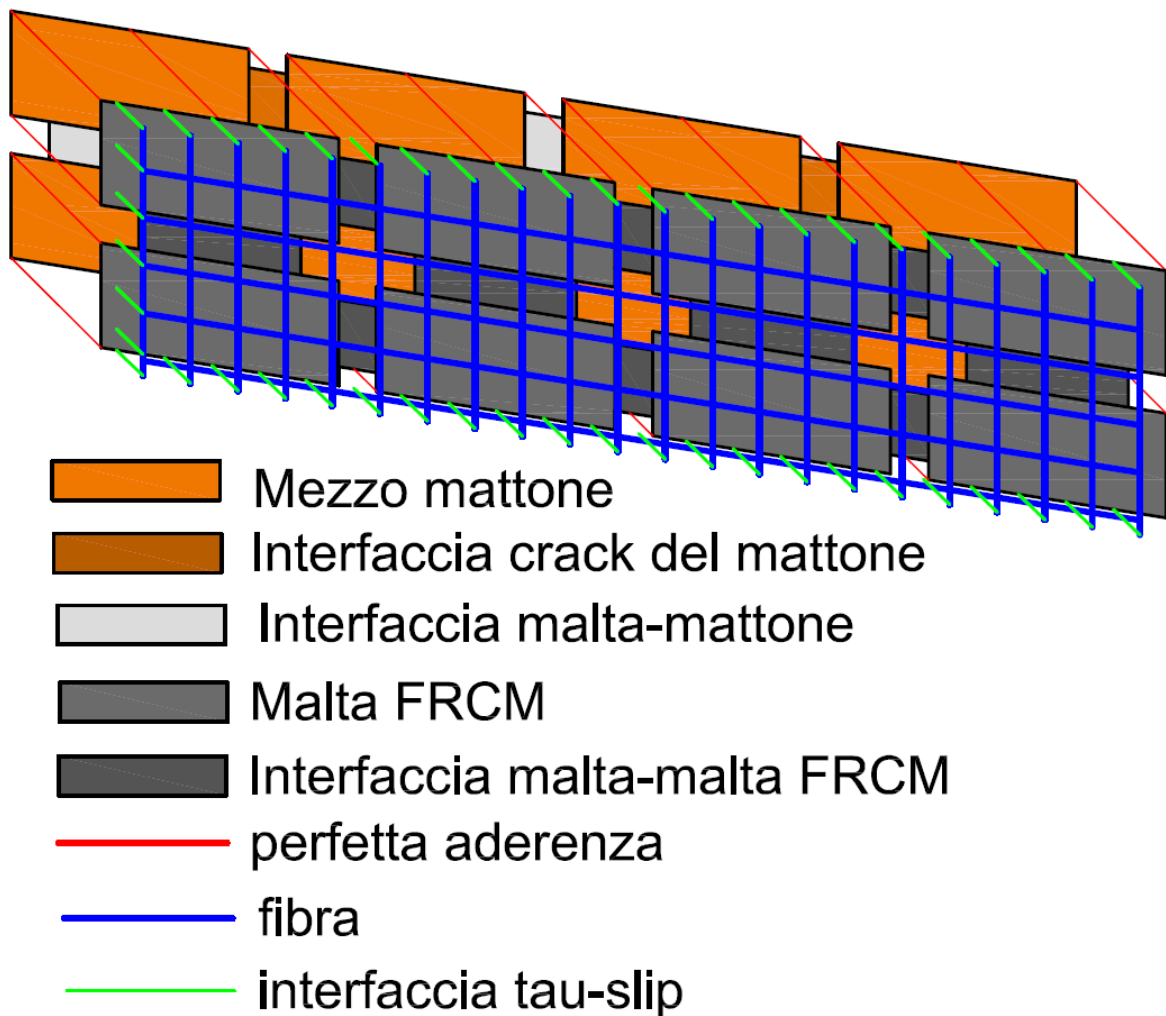 Mezzo mattone
Interfaccia crack del mattone
Interfaccia malta-mattone
Malta FRCM
Interfaccia malta-malta FRCM
perfetta aderenza
fibra
interfaccia tau-slip